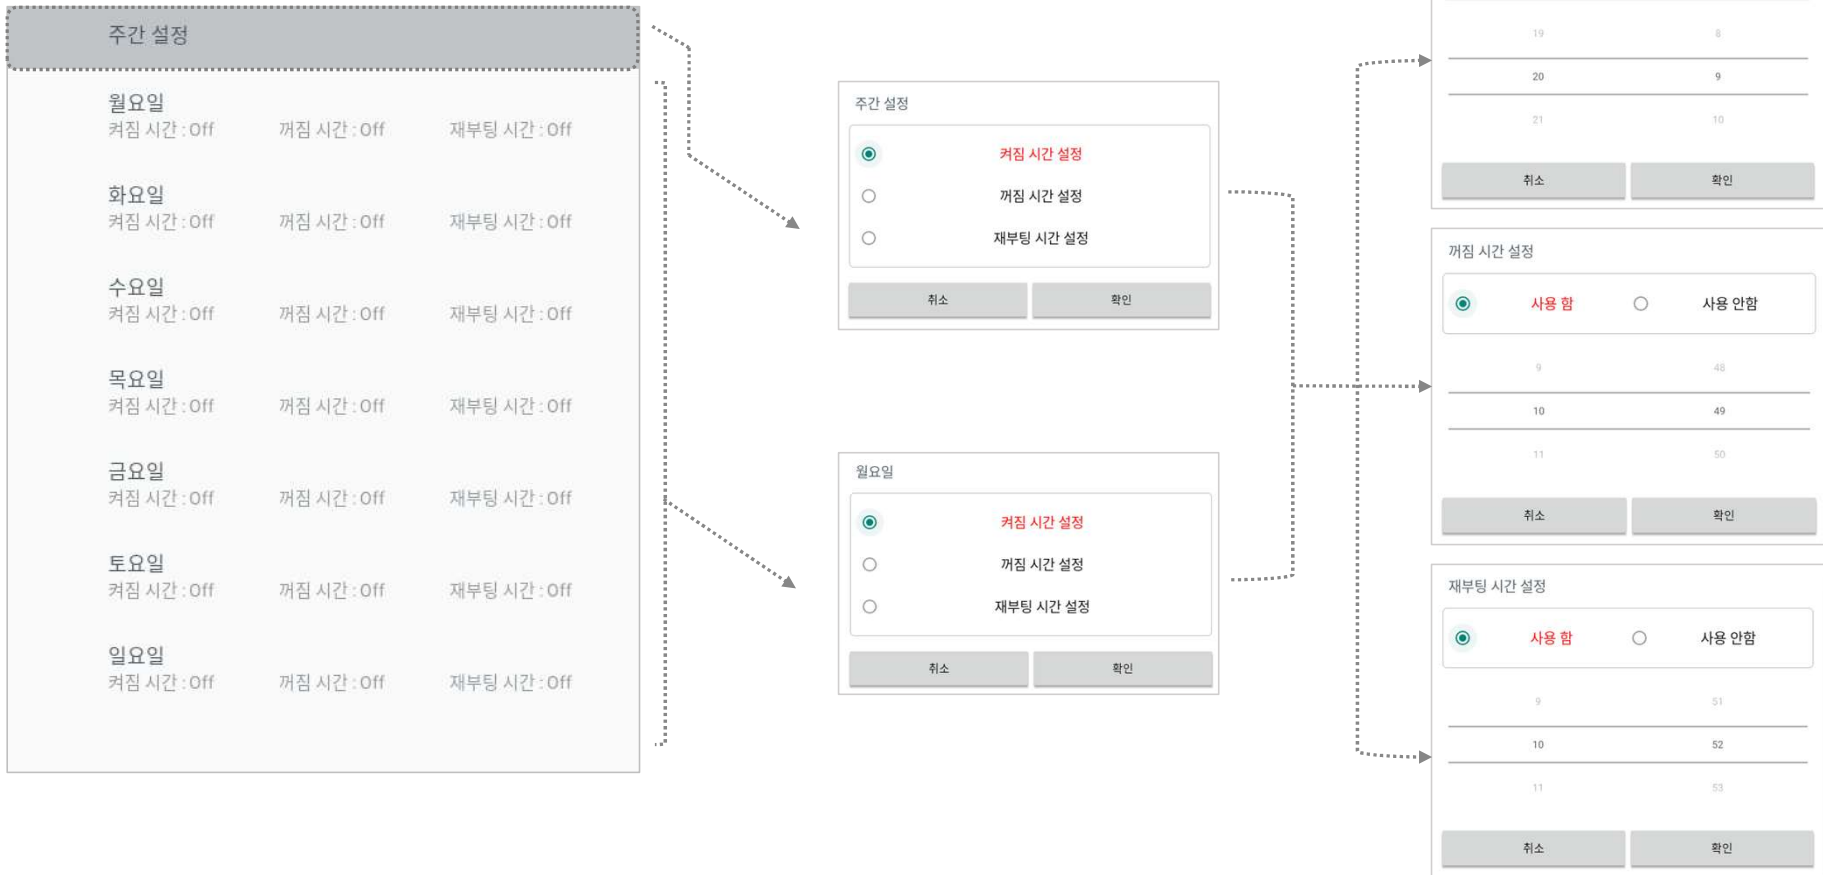 주간 설정
월요일
켜짐 시간 : Off 꺼짐 시간 : Off 재부팅 시간 : Off
화요일
켜짐 시간 : Off 꺼짐 시간 : Off 재부팅 시간 : Off
수요일
켜짐 시간 : Off 꺼짐 시간 : Off 재부팅 시간 : Off
목요일
켜짐 시간 : Off 꺼짐 시간 : Off 재부팅 시간 : Off
금요일
켜짐 시간 : Off 꺼짐 시간 : Off 재부팅 시간 : Off
토요일
켜짐 시간 : Off 꺼짐 시간 : Off 재부팅 시간 : Off
일요일
켜짐 시간 : Off 꺼짐 시간 : Off 재부팅 시간 : Off
주간 설정
켜짐 시간 설정
꺼짐 시간 설정
재부팅 시간 설정
취소 확인
월요일
켜짐 시간 설정
꺼짐 시간 설정
재부팅 시간 설정
취소 확인
19 8
20 9
21 10
취소 확인
꺼짐 시간 설정
사용 함 사용 안함
9 48
10 49
11 50
취소 확인
재부팅 시간 설정
사용 함 사용 안함
9 51
10 52
11 53
취소 확인